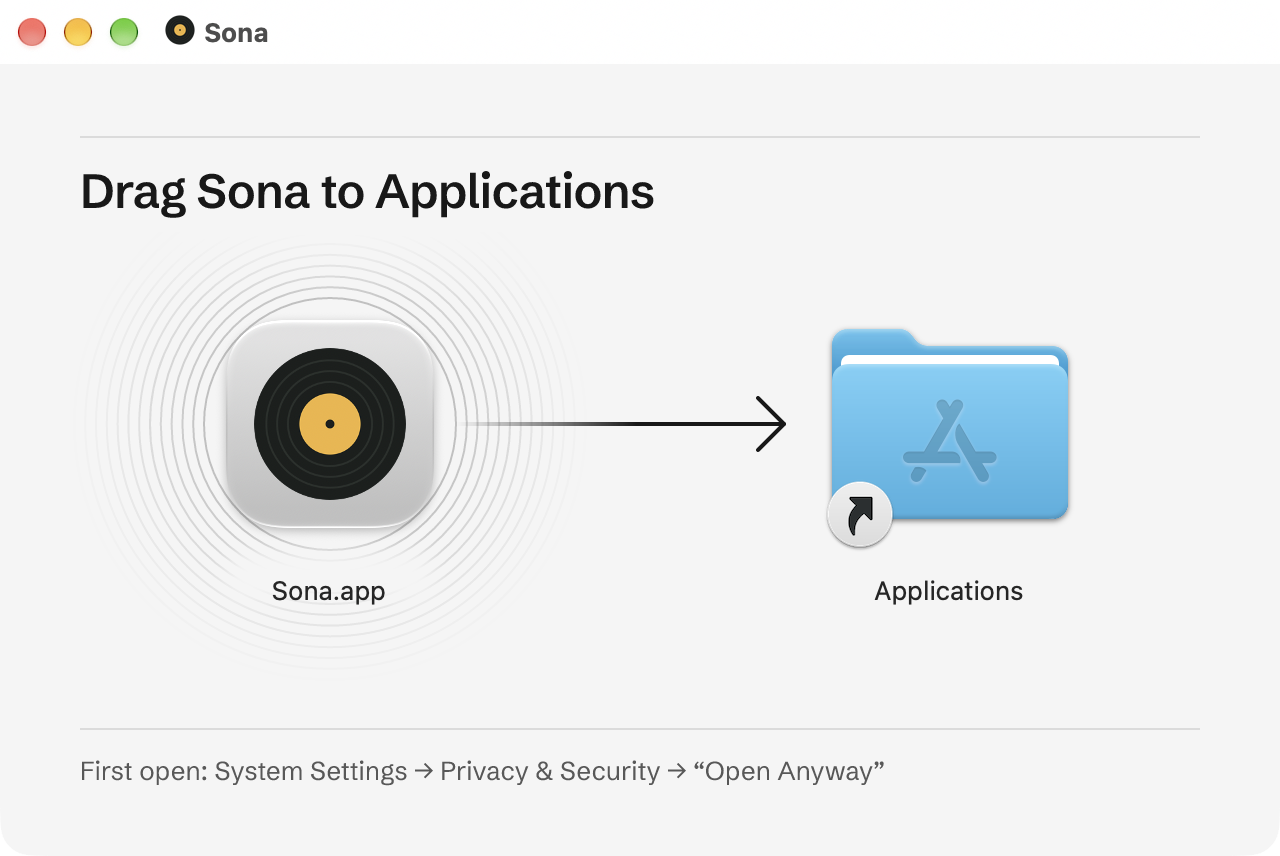 Sona
Drag Sona to Applications
Sona.app
Applications
First open: System Settings → Privacy & Security → “Open Anyway”